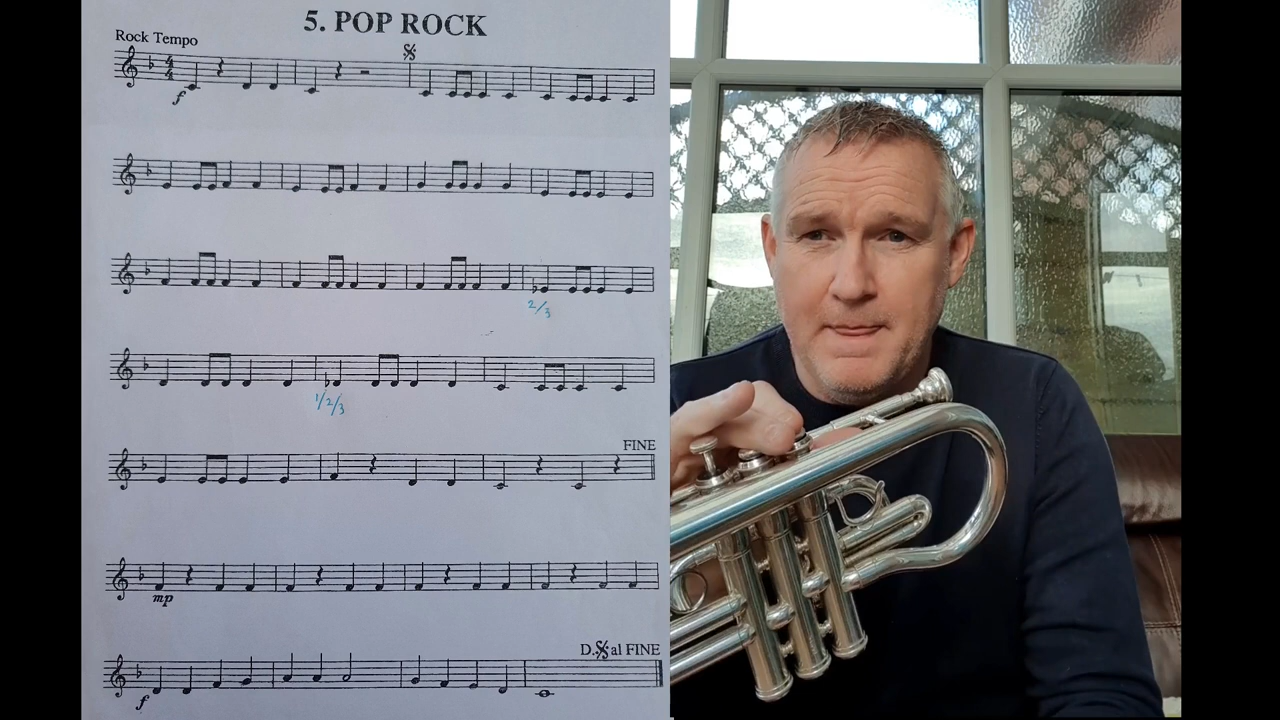 5. POP ROCK
Rock Tempo
f
2/3
1/2/3
FINE
mp
D.𝄋al FINE
f